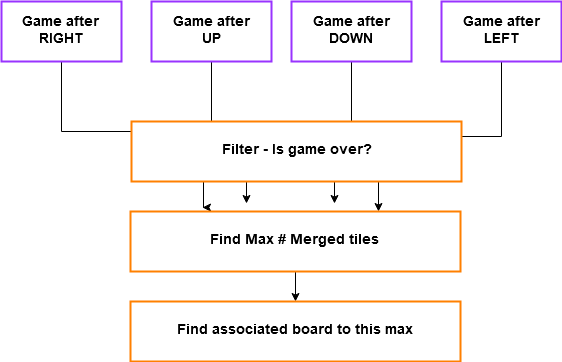 Game after
RIGHT
Game after
UP
Game after
DOWN
Game after
LEFT
Filter - Is game over?
Find Max # Merged tiles
Find associated board to this max